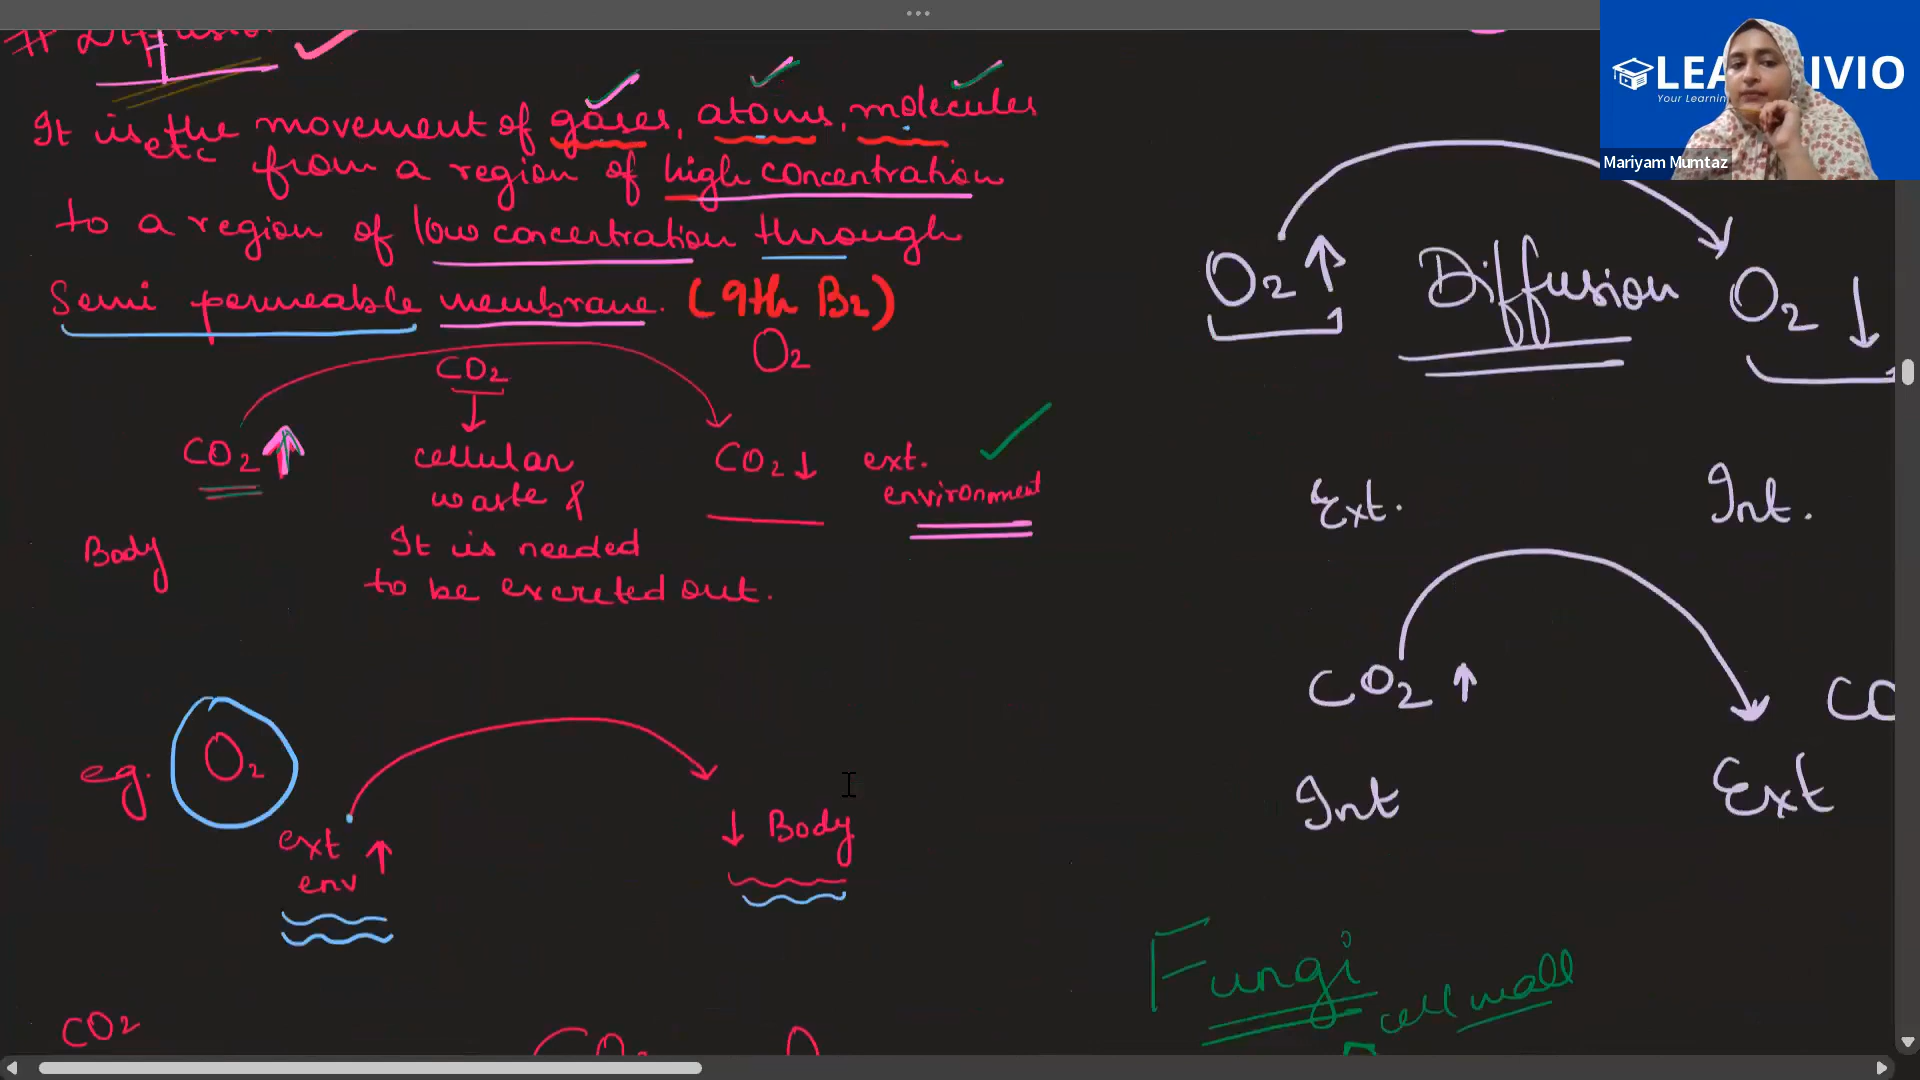 # Diffusion
It is the movement of gases, atoms, molecules
etc from a region of high concentration
to a region of low concentration through
Semi permeable membrane. (9th B2)
O2
CO2
CO2 ↑
cellular
waste &
It is needed
to be excreted out.
CO2 ↓ ext.
environment
Body
eg. O2
ext ↑
env
↓ Body
CO2
O2 ↑ Diffusion O2 ↓
Ext. Int.
CO2 ↑
Int Ext
Fungi
cell wall
LEA IVIO
Your Learnin
Mariyam Mumtaz